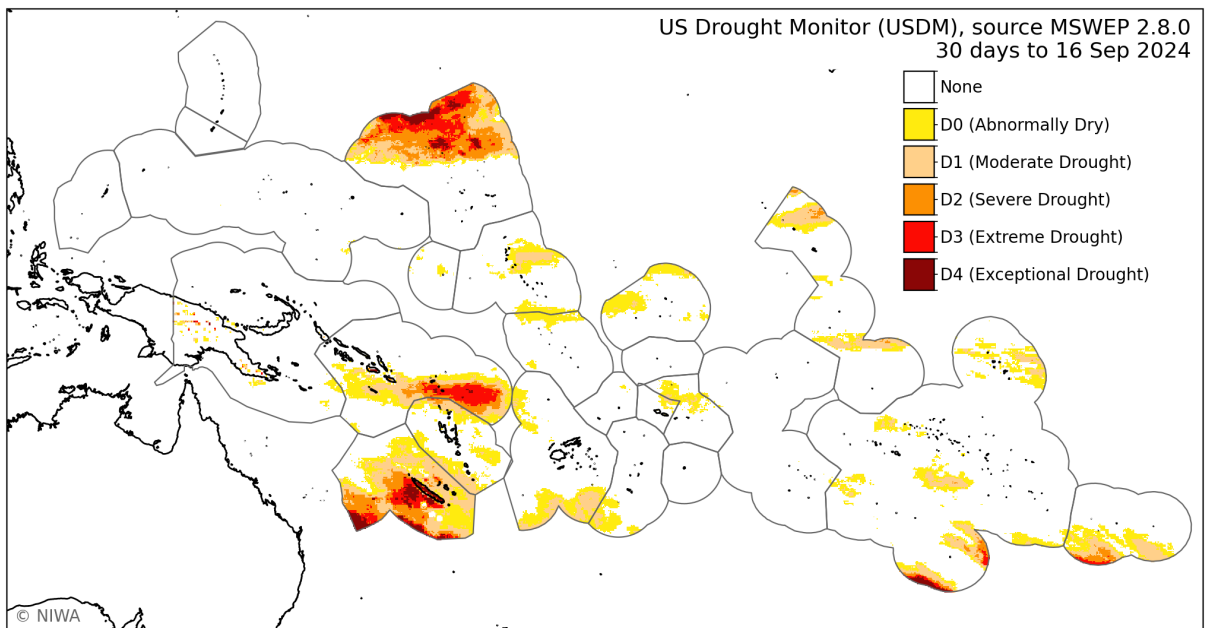 US Drought Monitor (USDM), source MSWEP 2.8.0
30 days to 16 Sep 2024
None
D0 (Abnormally Dry)
D1 (Moderate Drought)
D2 (Severe Drought)
D3 (Extreme Drought)
D4 (Exceptional Drought)
© NIWA